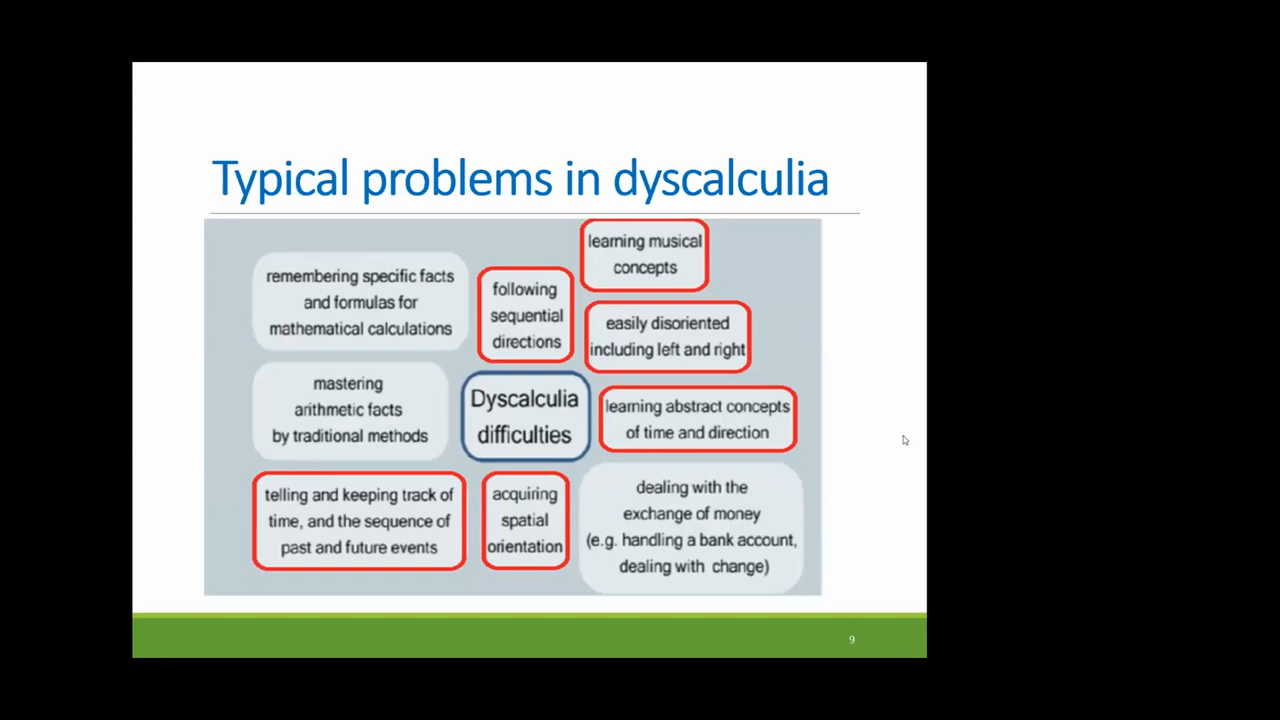 Typical problems in dyscalculia
learning musical
concepts
remembering specific facts
and formulas for
mathematical calculations
following
sequential
directions
easily disoriented
including left and right
mastering
arithmetic facts
by traditional methods
Dyscalculia
difficulties
learning abstract concepts
of time and direction
telling and keeping track of
time, and the sequence of
past and future events
acquiring
spatial
orientation
dealing with the
exchange of money
(e.g. handling a bank account,
dealing with change)
9